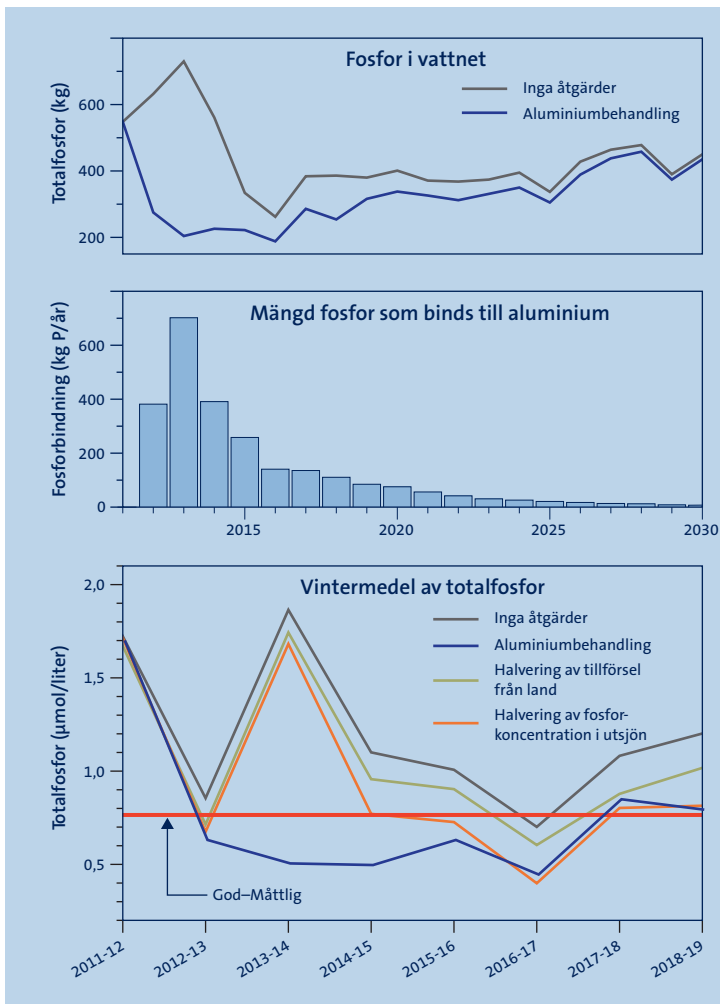 Fosfor i vattnet
Inga åtgärder
Aluminiumbehandling
Totalfosfor (kg)
600
400
200
Mängd fosfor som binds till aluminium
Fosforbindning (kg P/år)
600
400
200
0
2015
2020
2025
2030
Vintermedel av totalfosfor
Inga åtgärder
Aluminiumbehandling
Halvering av tillförsel
från land
Halvering av fosfor-
koncentration i utsjön
Totalfosfor (µmol/liter)
2,0
1,5
1,0
0,5
God–Måttlig
2011-12
2012-13
2013-14
2014-15
2015-16
2016-17
2017-18
2018-19